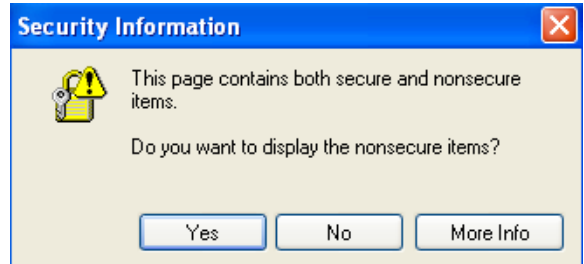 Security Information
This page contains both secure and nonsecure
items.
Do you want to display the nonsecure items?
Yes
No
More Info